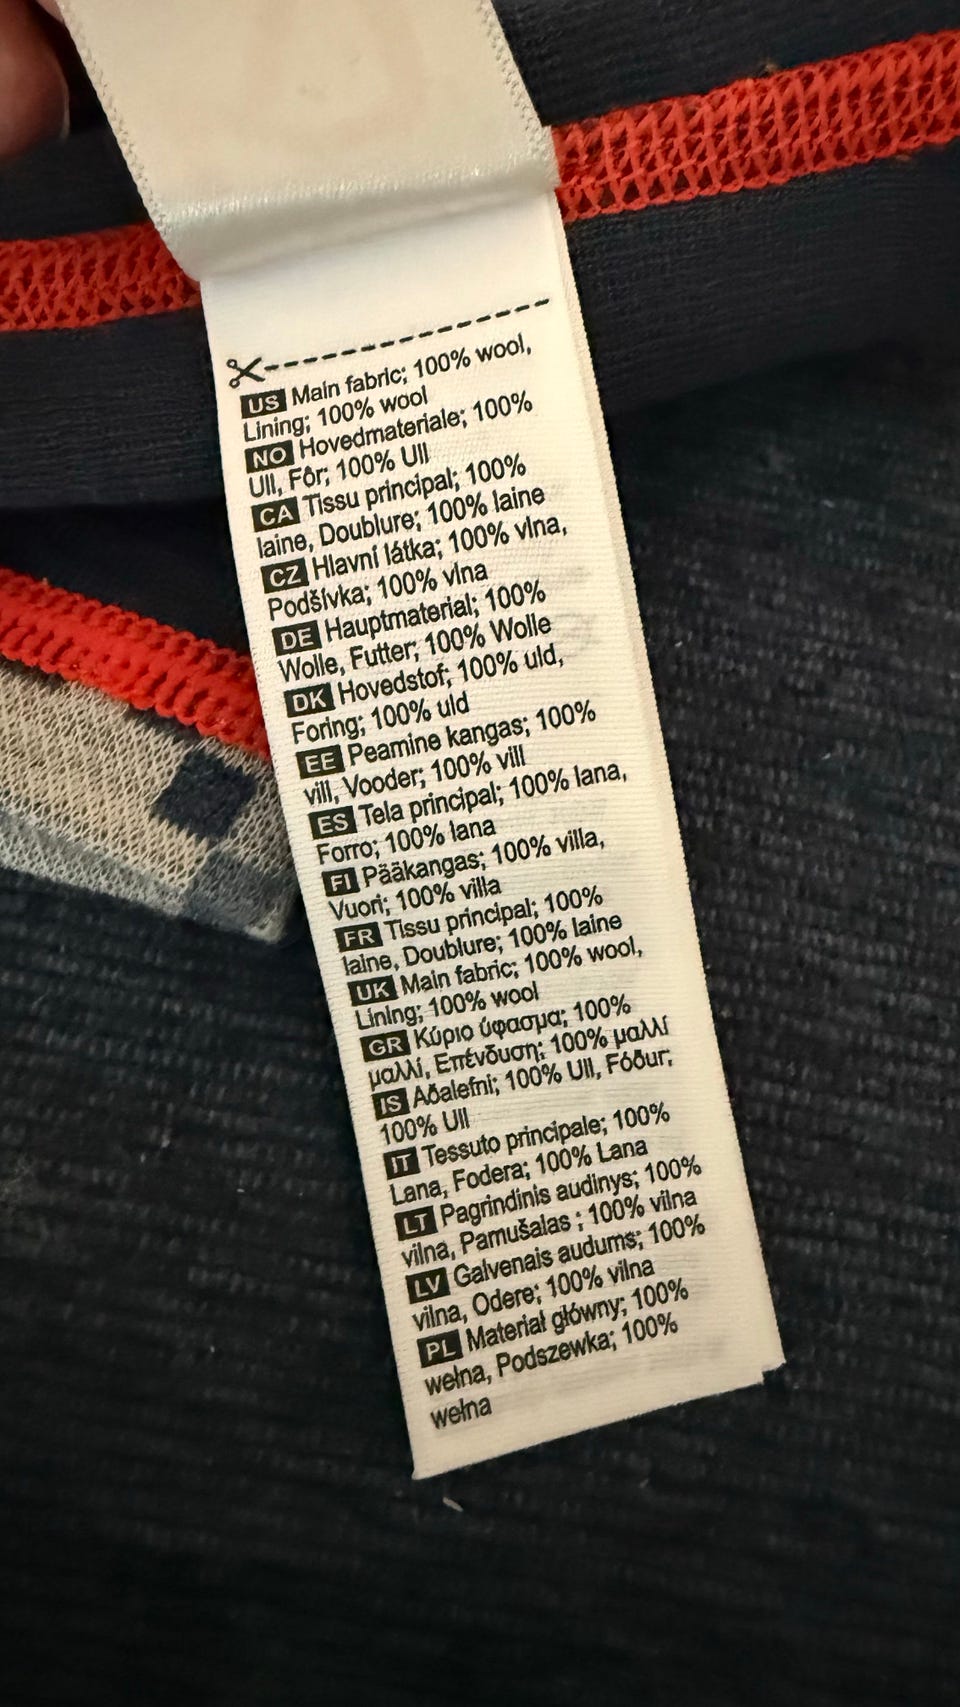 US Main fabric; 100% wool,
Lining; 100% wool
NO Hovedmateriale; 100%
Ull, Fôr; 100% Ull
CA Tissu principal; 100%
laine, Doublure; 100% laine
CZ Hlavní látka; 100% vlna,
Podšívka; 100% vlna
DE Hauptmaterial; 100%
Wolle, Futter; 100% Wolle
DK Hovedstof; 100% uld,
Foring; 100% uld
EE Peamine kangas; 100%
vill, Vooder; 100% vill
ES Tela principal; 100% lana,
Forro; 100% lana
FI Pääkangas; 100% villa,
Vuori; 100% villa
FR Tissu principal; 100%
laine, Doublure; 100% laine
UK Main fabric; 100% wool,
Lining; 100% wool
GR Κύριο ύφασμα; 100%
μαλλί, Επένδυση; 100% μαλλί
IS Aðalefni; 100% Ull, Fóður;
100% Ull
IT Tessuto principale; 100%
Lana, Fodera; 100% Lana
LT Pagrindinis audinys; 100%
vilna, Pamušalas ; 100% vilna
LV Galvenais audums; 100%
vilna, Odere; 100% vilna
PL Materiał główny; 100%
wełna, Podszewka; 100%
wełna